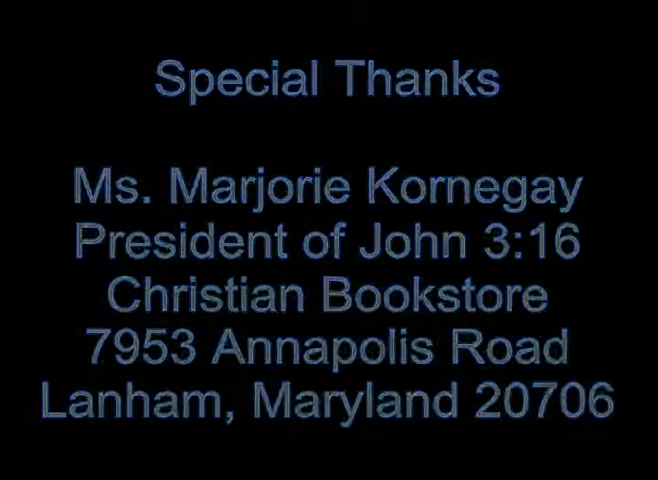 Special Thanks
Ms. Marjorie Kornegay
President of John 3:16
Christian Bookstore
7953 Annapolis Road
Lanham, Maryland 20706